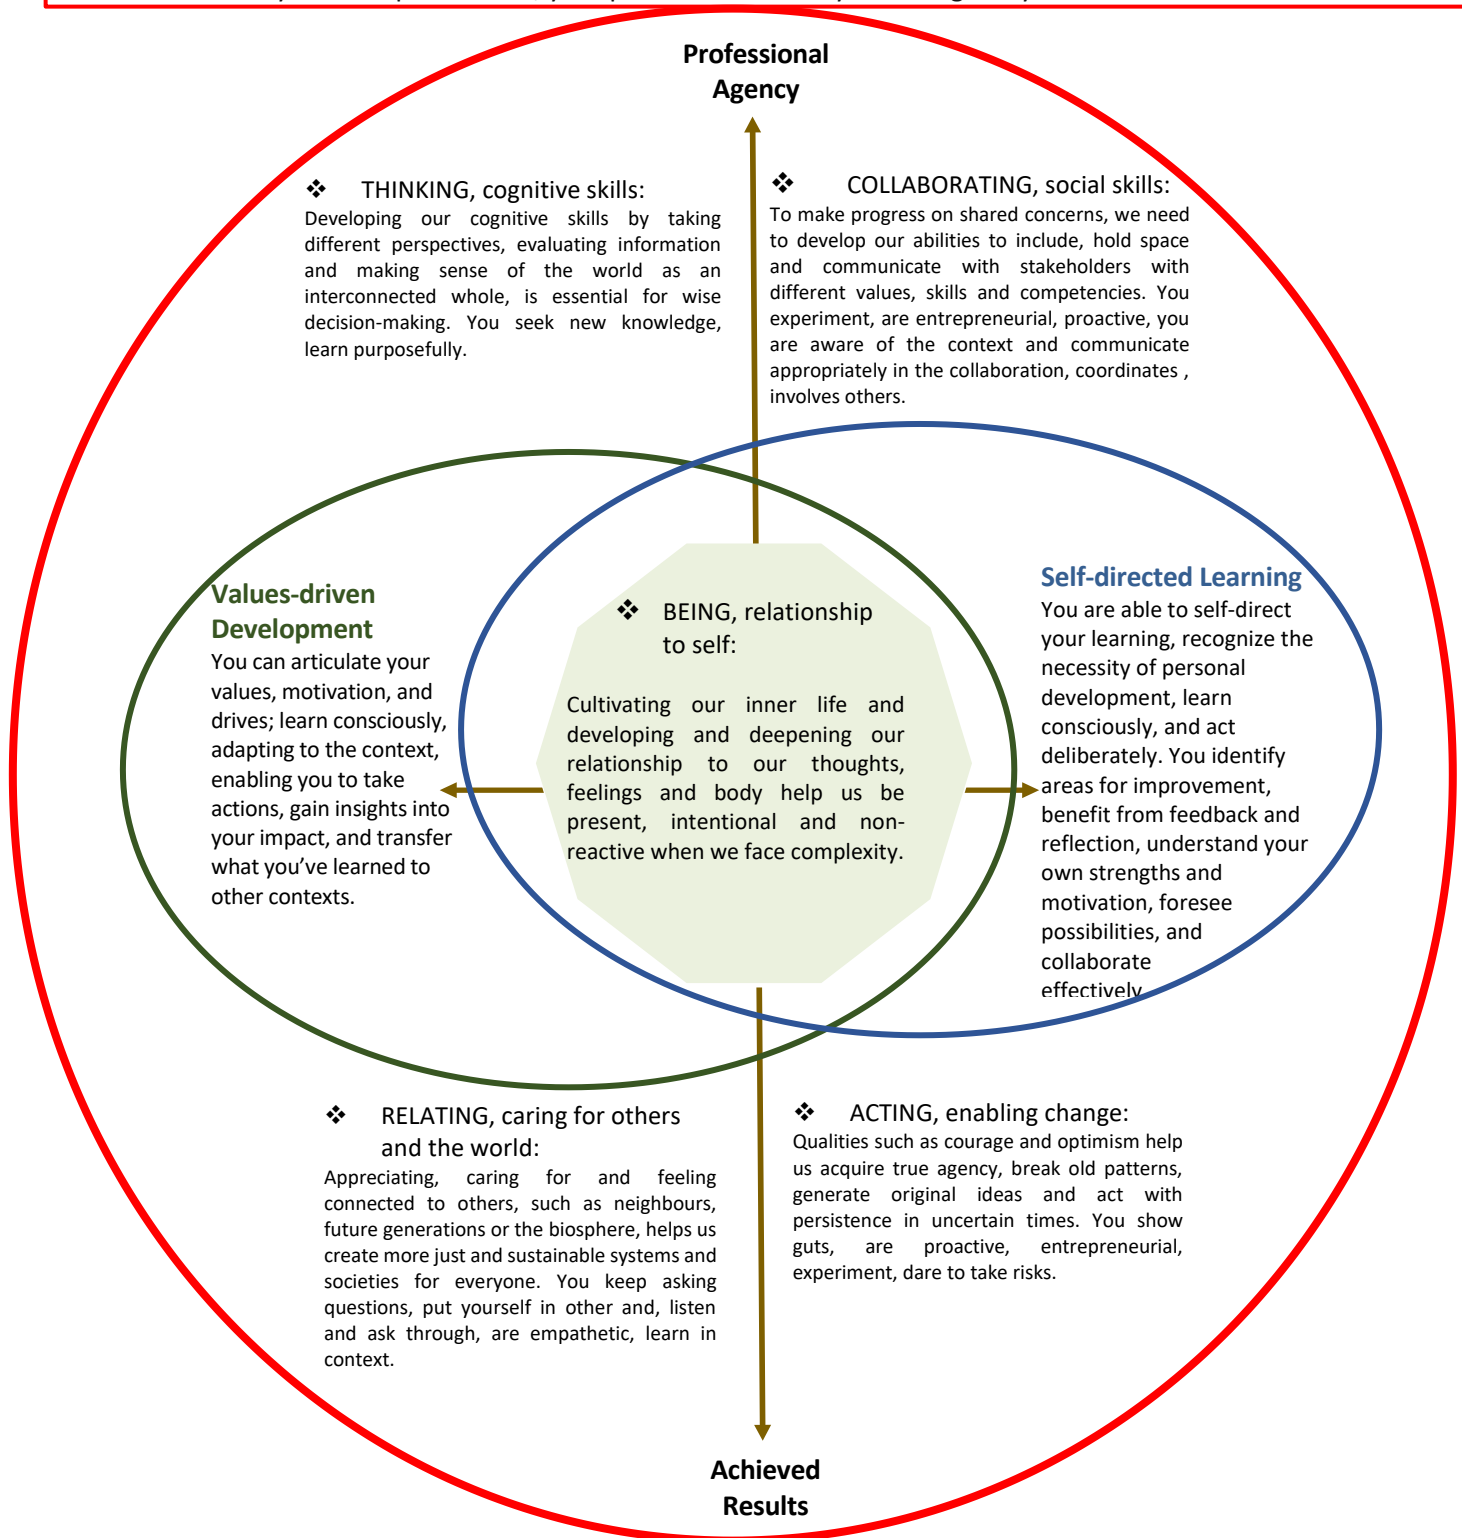 Professional
Agency
❖ THINKING, cognitive skills:
Developing our cognitive skills by taking
different perspectives, evaluating information
and making sense of the world as an
interconnected whole, is essential for wise
decision-making. You seek new knowledge,
learn purposefully.
❖ COLLABORATING, social skills:
To make progress on shared concerns, we need
to develop our abilities to include, hold space
and communicate with stakeholders with
different values, skills and competencies. You
experiment, are entrepreneurial, proactive, you
are aware of the context and communicate
appropriately in the collaboration, coordinates ,
involves others.
Values-driven
Development
You can articulate your
values, motivation, and
drives; learn consciously,
adapting to the context,
enabling you to take
actions, gain insights into
your impact, and transfer
what you’ve learned to
other contexts.
❖ BEING, relationship
to self:
Cultivating our inner life and
developing and deepening our
relationship to our thoughts,
feelings and body help us be
present, intentional and non-
reactive when we face complexity.
Self-directed Learning
You are able to self-direct
your learning, recognize the
necessity of personal
development, learn
consciously, and act
deliberately. You identify
areas for improvement,
benefit from feedback and
reflection, understand your
own strengths and
motivation, foresee
possibilities, and
collaborate
effectively
❖ RELATING, caring for others
and the world:
Appreciating, caring for and feeling
connected to others, such as neighbours,
future generations or the biosphere, helps us
create more just and sustainable systems and
societies for everyone. You keep asking
questions, put yourself in other and, listen
and ask through, are empathetic, learn in
context.
❖ ACTING, enabling change:
Qualities such as courage and optimism help
us acquire true agency, break old patterns,
generate original ideas and act with
persistence in uncertain times. You show
guts, are proactive, entrepreneurial,
experiment, dare to take risks.
Achieved
Results